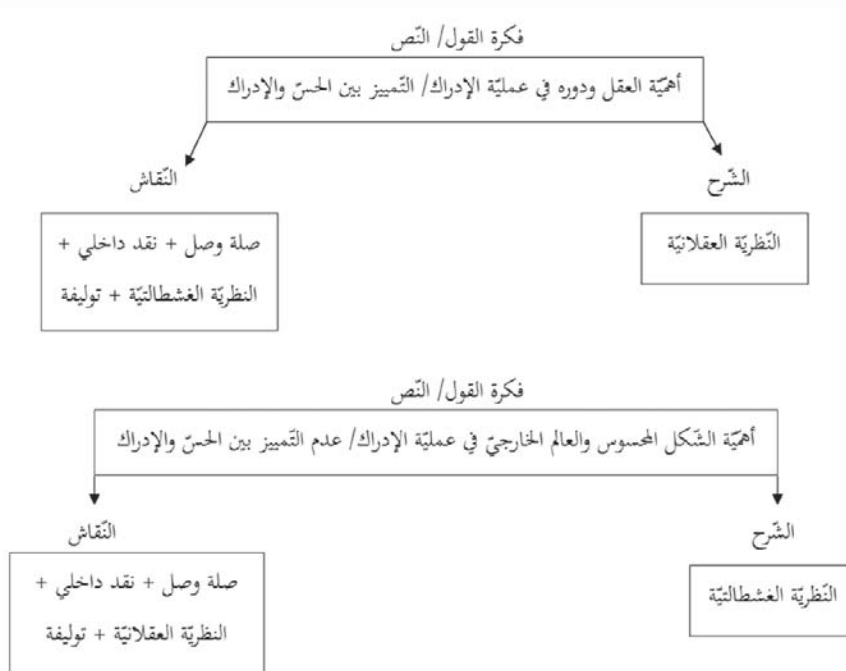 فكرة القول/ النّص
أهميّة العقل ودوره في عمليّة الإدراك/ التّمييز بين الحسّ والإدراك
الشّرح
النّقاش
النّظريّة العقلانيّة
صلة وصل + نقد داخلي +
النظريّة الغشطالتيّة + توليفة
فكرة القول/ النّص
أهميّة الشّكل المحسوس والعالم الخارجيّ في عمليّة الإدراك/ عدم التّمييز بين الحسّ والإدراك
الشّرح
النّقاش
النّظريّة الغشطالتيّة
صلة وصل + نقد داخلي +
النظريّة العقلانيّة + توليفة